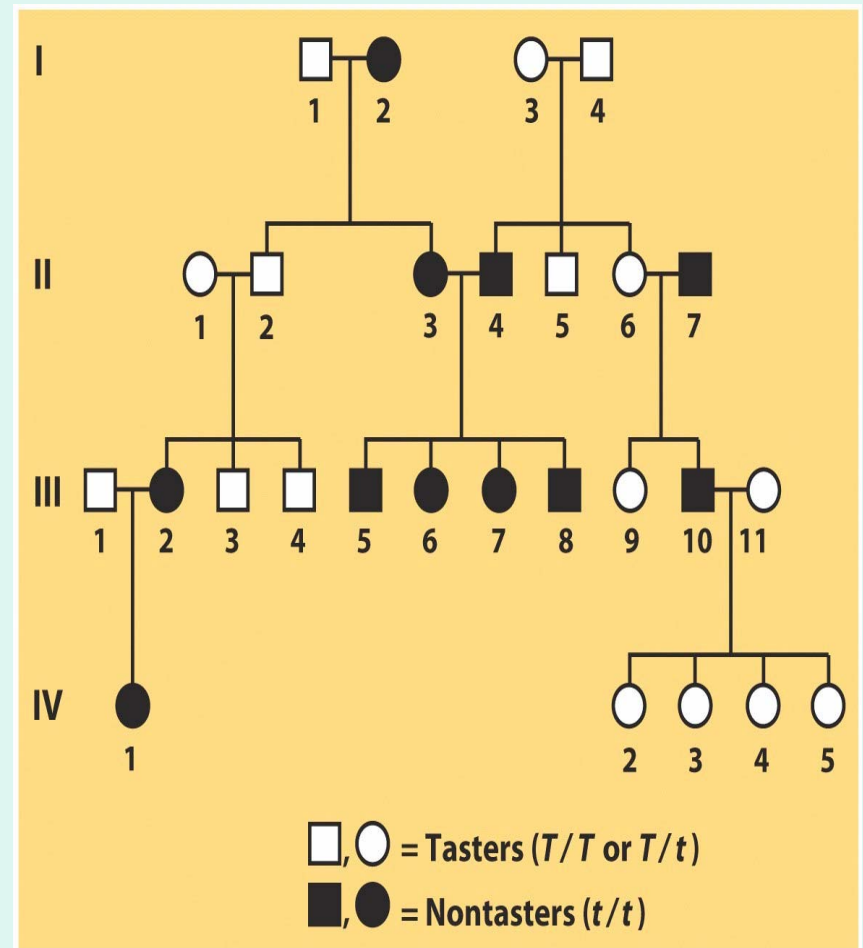 I
1 2 3 4
II
1 2 3 4 5 6 7
III
1 2 3 4 5 6 7 8 9 10 11
IV
1 2 3 4 5
, = Tasters (T/T or T/t)
, = Nontasters (t/t)